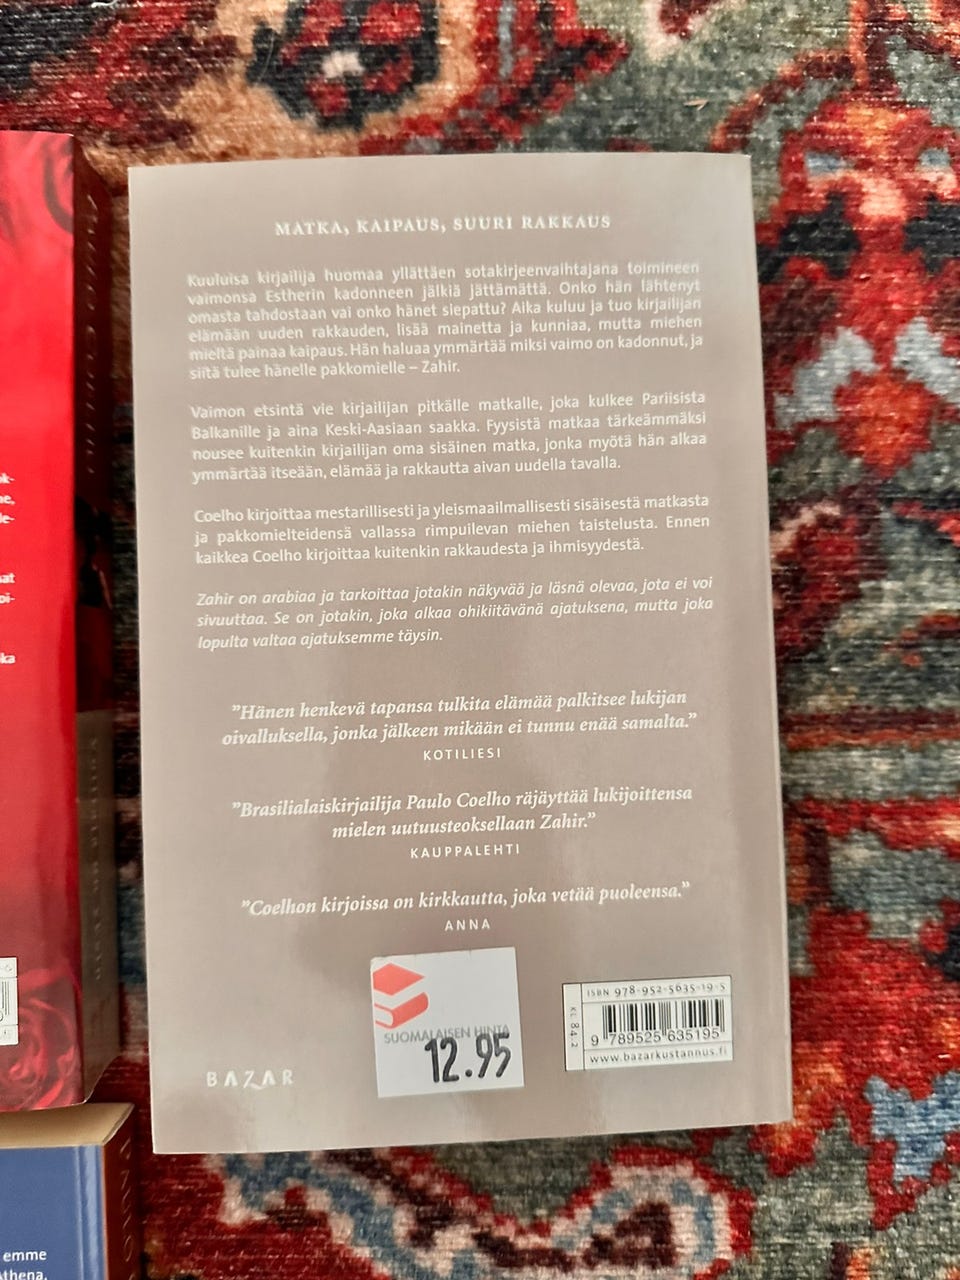 MATKA, KAIPAUS, SUURI RAKKAUS
Kuuluisa kirjailija huomaa yllättäen sotakirjeenvaihtajana toimineen
vaimonsa Estherin kadonneen jälkiä jättämättä. Onko hän lähtenyt
omasta tahdostaan vai onko hänet siepattu? Aika kuluu ja tuo kirjailijan
elämään uuden rakkauden, lisää mainetta ja kunniaa, mutta miehen
mieltä painaa kaipaus. Hän haluaa ymmärtää miksi vaimo on kadonnut, ja
siitä tulee hänelle pakkomielle – Zahir.
Vaimon etsintä vie kirjailijan pitkälle matkalle, joka kulkee Pariisista
Balkanille ja aina Keski-Aasiaan saakka. Fyysistä matkaa tärkeämmäksi
nousee kuitenkin kirjailijan oma sisäinen matka, jonka myötä hän alkaa
ymmärtää itseään, elämää ja rakkautta aivan uudella tavalla.
Coelho kirjoittaa mestarillisesti ja yleismaailmallisesti sisäisestä matkasta
ja pakkomielteidensä vallassa rimpuilevan miehen taistelusta. Ennen
kaikkea Coelho kirjoittaa kuitenkin rakkaudesta ja ihmisyydestä.
Zahir on arabiaa ja tarkoittaa jotakin näkyvää ja läsnä olevaa, jota ei voi
sivuuttaa. Se on jotakin, joka alkaa ohikiitävänä ajatuksena, mutta joka
lopulta valtaa ajatuksemme täysin.
”Hänen henkevä tapansa tulkita elämää palkitsee lukijan
oivalluksella, jonka jälkeen mikään ei tunnu enää samalta.”
KOTILIESI
”Brasilialaiskirjailija Paulo Coelho räjäyttää lukijoittensa
mielen uutuusteoksellaan Zahir.”
KAUPPALEHTI
”Coelhon kirjoissa on kirkkautta, joka vetää puoleensa.”
ANNA
SUOMALAISEN HINTA
12.95
BAZAR
ISBN 978-952-5635-19-5
KL 84.2
9 789525 635195
www.bazarkustannus.fi
emme
Athena,